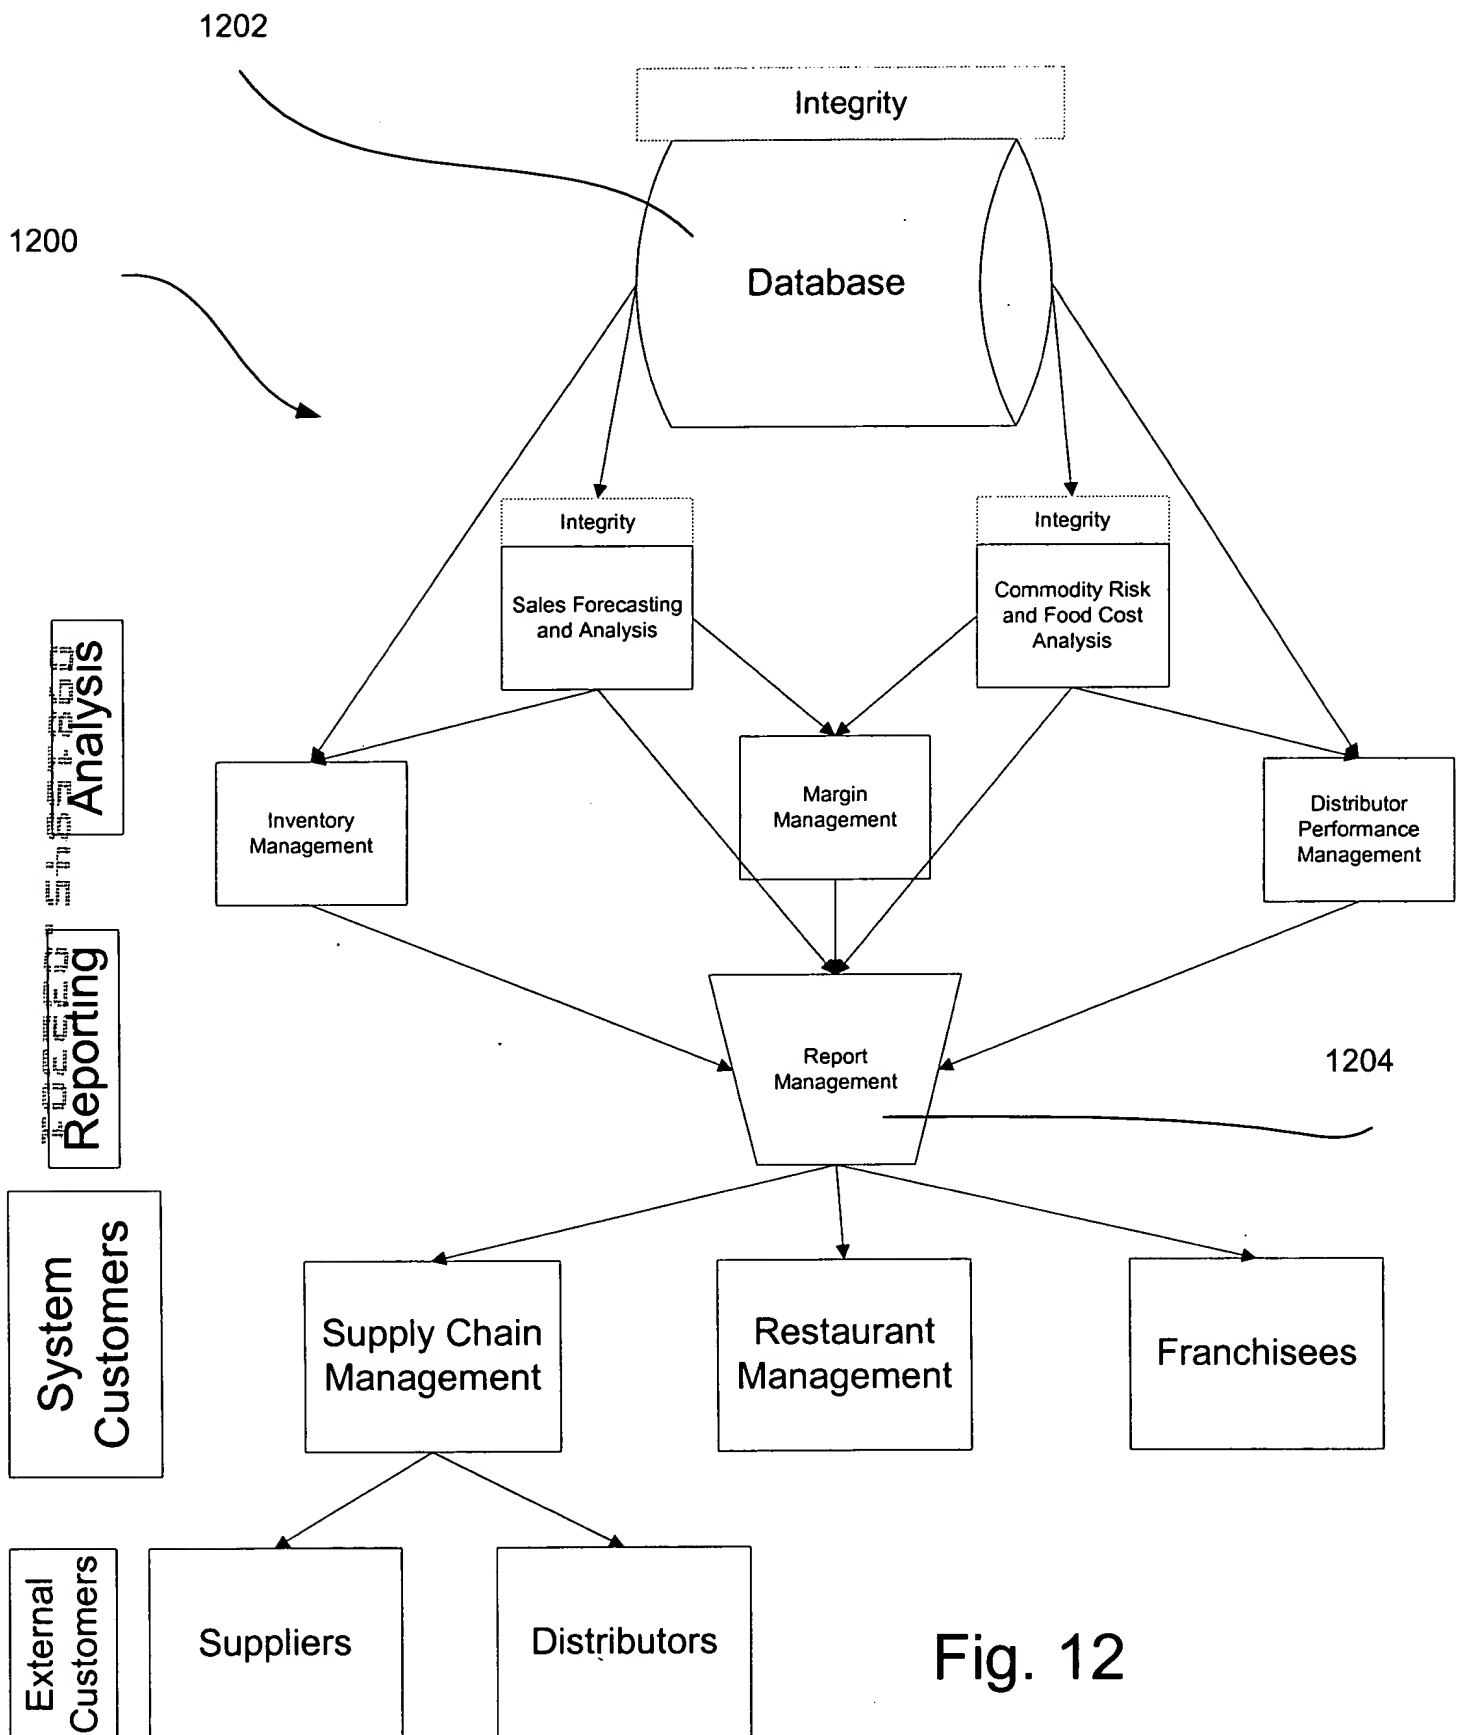 1202
Integrity
1200
Database
Integrity
Integrity
Sales Forecasting
and Analysis
Commodity Risk
and Food Cost
Analysis
Analysis
Inventory
Management
Margin
Management
Distributor
Performance
Management
Reporting
Report
Management
1204
System
Customers
Supply Chain
Management
Restaurant
Management
Franchisees
External
Customers
Suppliers
Distributors
Fig. 12